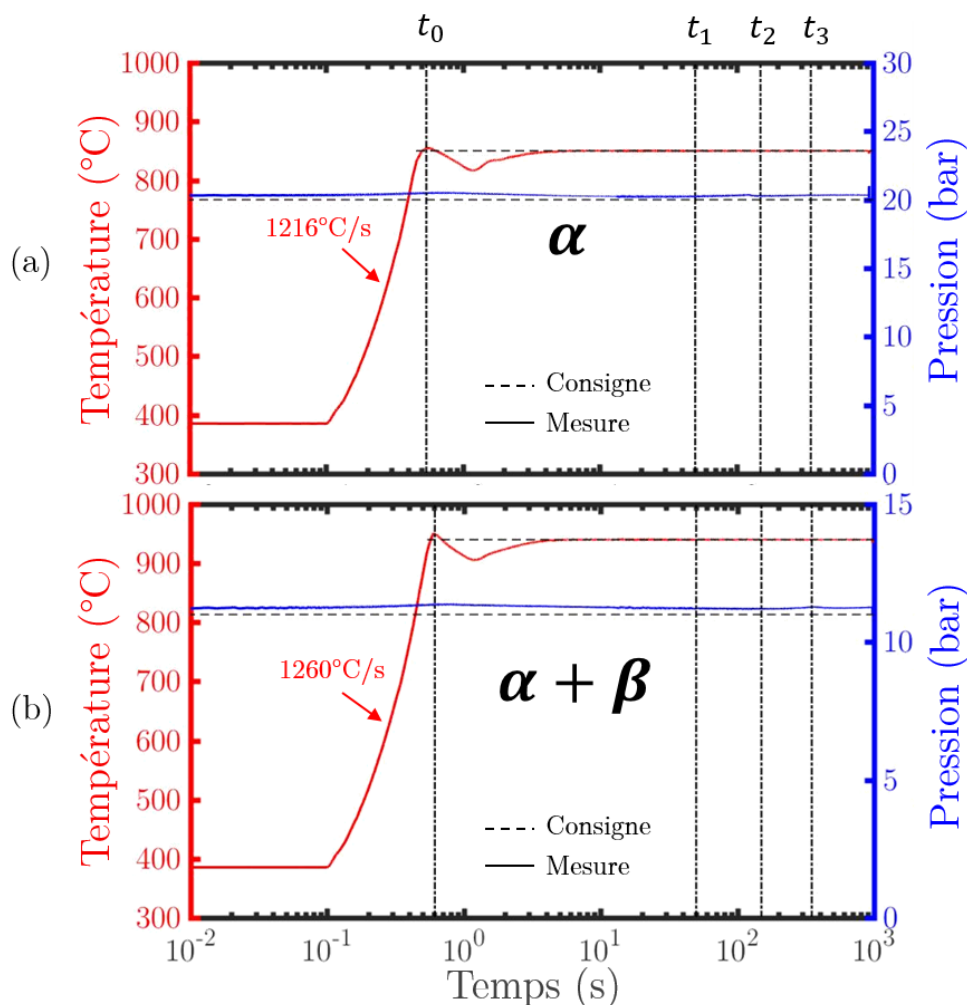 t₀ t₁ t₂ t₃
(a)
Température (°C)
1000
900
800
700
600
500
400
300
1216°C/s
α
Consigne
Mesure
30
25
20
15
10
5
0
Pression (bar)
(b)
Température (°C)
1000
900
800
700
600
500
400
300
1260°C/s
α + β
Consigne
Mesure
15
10
5
0
Pression (bar)
10⁻² 10⁻¹ 10⁰ 10¹ 10² 10³
Temps (s)